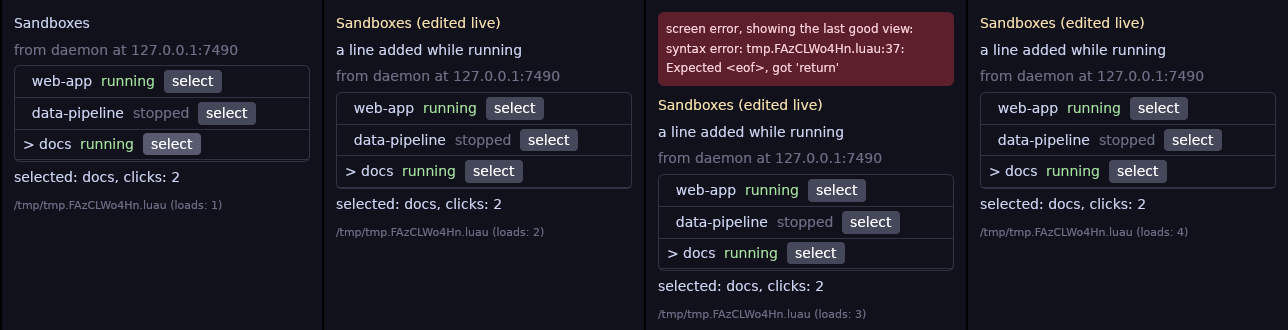 Sandboxes
from daemon at 127.0.0.1:7490
web-app running select
data-pipeline stopped select
> docs running select
selected: docs, clicks: 2
/tmp/tmp.FAzCLWo4Hn.luau (loads: 1)
Sandboxes (edited live)
a line added while running
from daemon at 127.0.0.1:7490
web-app running select
data-pipeline stopped select
> docs running select
selected: docs, clicks: 2
/tmp/tmp.FAzCLWo4Hn.luau (loads: 2)
screen error, showing the last good view:
syntax error: tmp.FAzCLWo4Hn.luau:37:
Expected <eof>, got 'return'
Sandboxes (edited live)
a line added while running
from daemon at 127.0.0.1:7490
web-app running select
data-pipeline stopped select
> docs running select
selected: docs, clicks: 2
/tmp/tmp.FAzCLWo4Hn.luau (loads: 3)
Sandboxes (edited live)
a line added while running
from daemon at 127.0.0.1:7490
web-app running select
data-pipeline stopped select
> docs running select
selected: docs, clicks: 2
/tmp/tmp.FAzCLWo4Hn.luau (loads: 4)